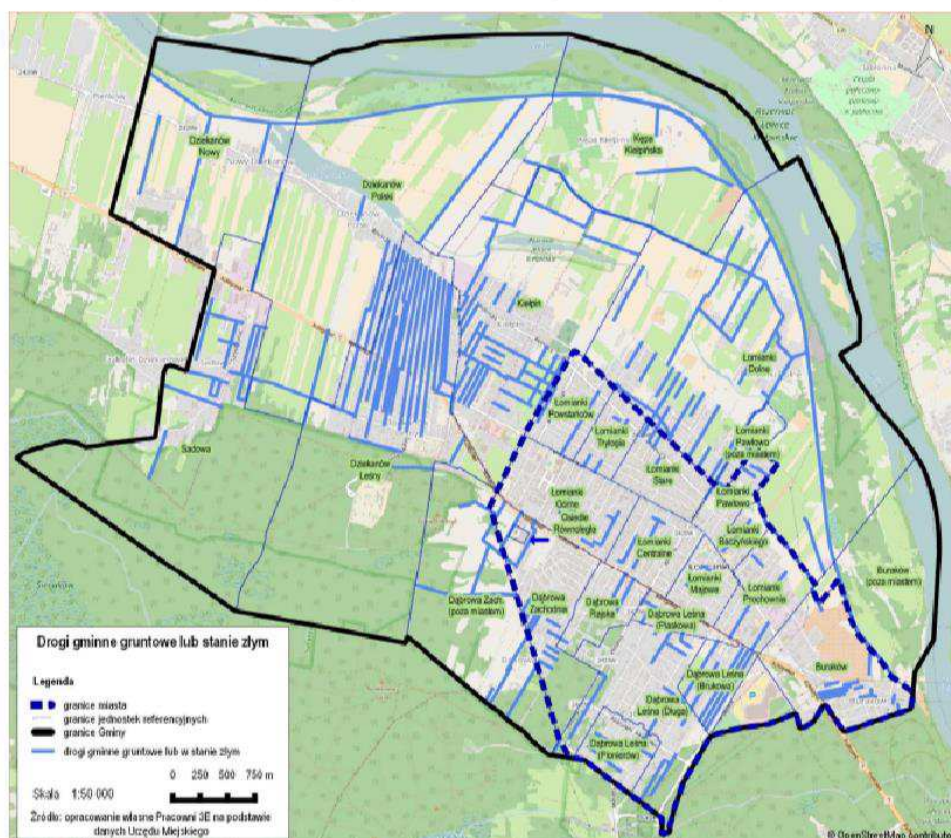 N
Dziekanów
Nowy
Nowy Dziekanów
Dziekanów
Polski
Kępa
Kiełpińska
Kiełpin
Łomianki
Dolne
Łomianki
Powstańców
Łomianki
Trylogia
Łomianki
Pawłowo
(poza miastem)
Łomianki
Stare
Łomianki
Pawłowo
Sadowa
Dziekanów
Leśny
Łomianki
Górne
Osiedle
Równoległe
Łomianki
Centralne
Łomianki
Baczyńskiego
Łomianki
Majowa
Łomianki
Prochownia
Buraków
(poza miastem)
Dąbrowa Zach.
(poza miastem)
Dąbrowa
Zachodnia
Dąbrowa
Rajska
Dąbrowa Leśna
(Piaskowa)
Buraków
Dąbrowa Leśna
(Brukowa)
Dąbrowa
Leśna (Długa)
Dąbrowa Leśna
(Pionierów)
Drogi gminne gruntowe lub stanie złym
Legenda
granice miasta
granice jednostek referencyjnych
granice Gminy
drogi gminne gruntowe lub w stanie złym
0 250 500 750 m
Skala 1:50 000
Źródło: opracowanie własne Pracowni 3E na podstawie
danych Urzędu Miejskiego
© OpenStreetMap contributors